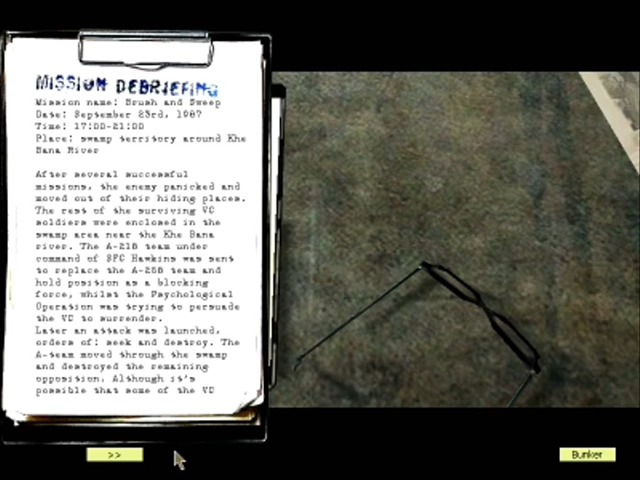 MISSION DEBRIEFING
Mission name: Brush and Sweep
Date: September 23rd, 1967
Time: 17:00-21:00
Place: swamp territory around Khe
Sana River
After several successful
missions, the enemy panicked and
moved out of their hiding places.
The rest of the surviving VC
soldiers were enclosed in the
swamp area near the Khe Sana
river. The A-21B team under
command of SFC Hawkins was sent
to replace the A-26B team and
hold position as a blocking
force, whilst the Psychological
Operation was trying to persuade
the VC to surrender.
Later an attack was launched,
orders of: seek and destroy. The
A-team moved through the swamp
and destroyed the remaining
opposition. Although it's
possible that some of the VC
>>
Bunker